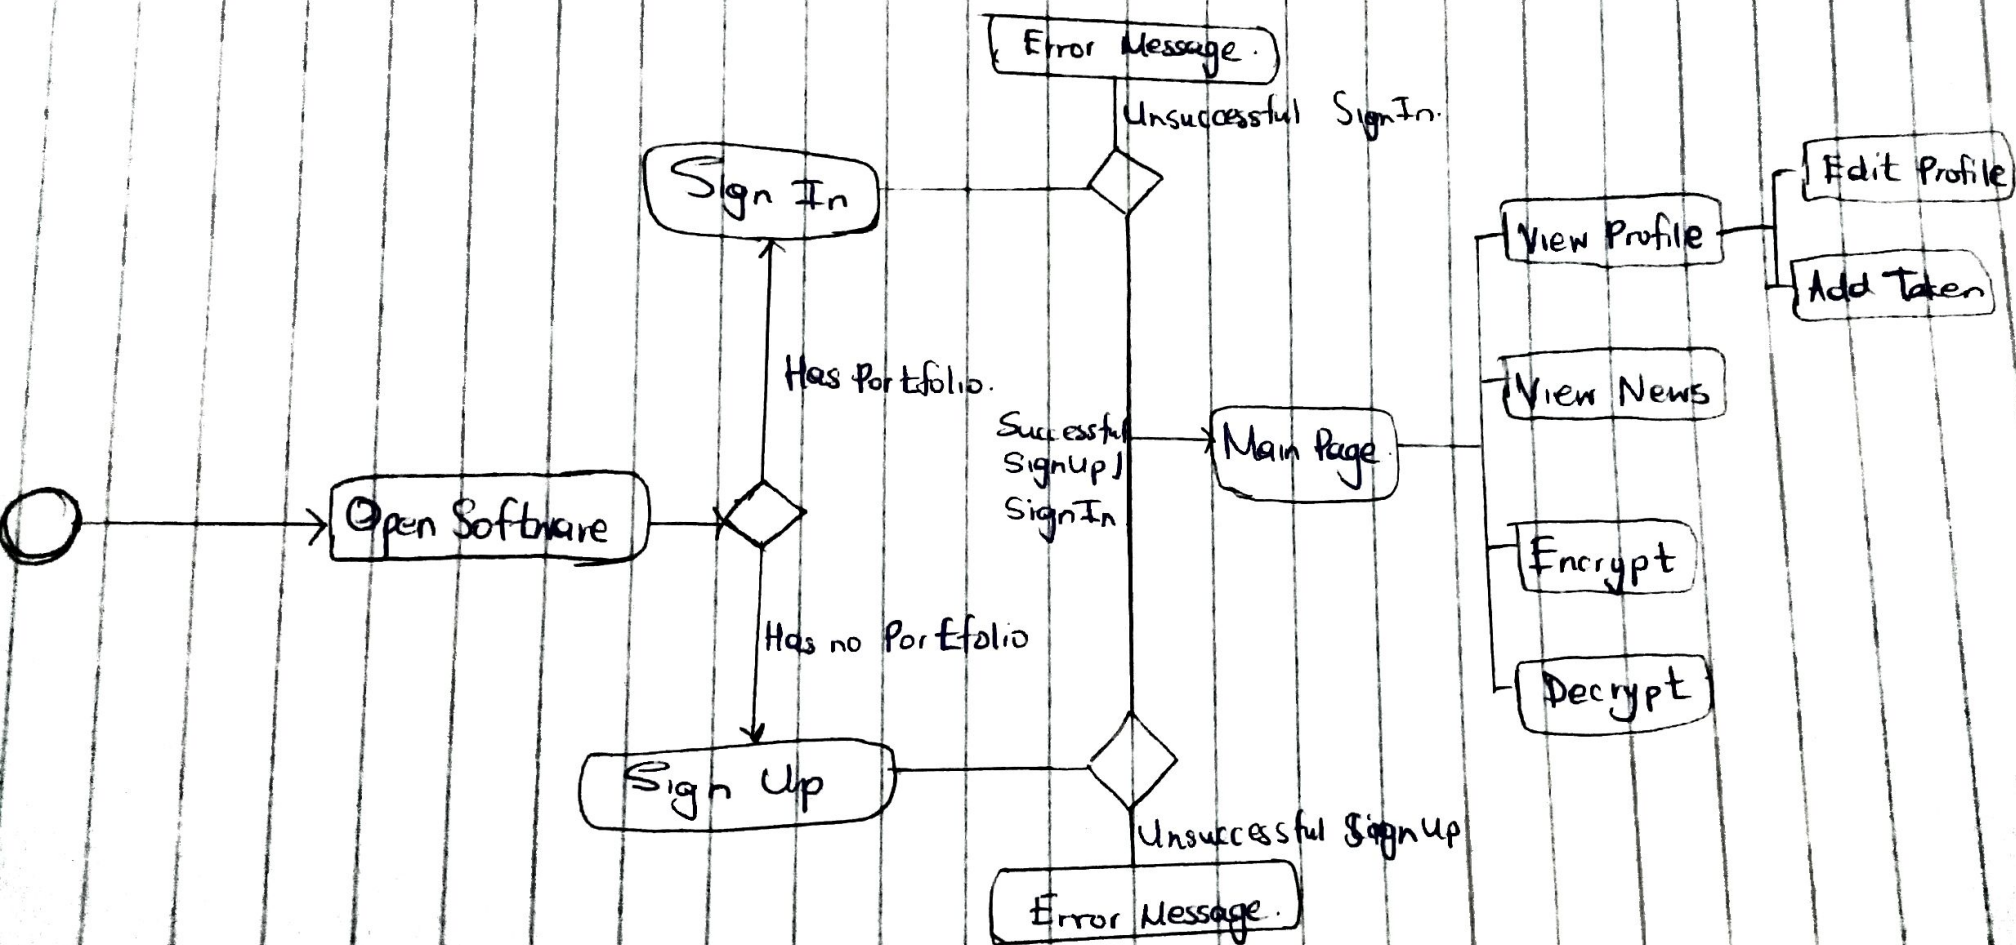 Error Message.
Unsuccessful SignIn.
Sign In
Edit Profile
View Profile
Add Token
Has Portfolio.
View News
Successful
SignUp/
SignIn
Main Page
Open Software
Encrypt
Has no Portfolio
Decrypt
Sign Up
Unsuccessful SignUp
Error Message.